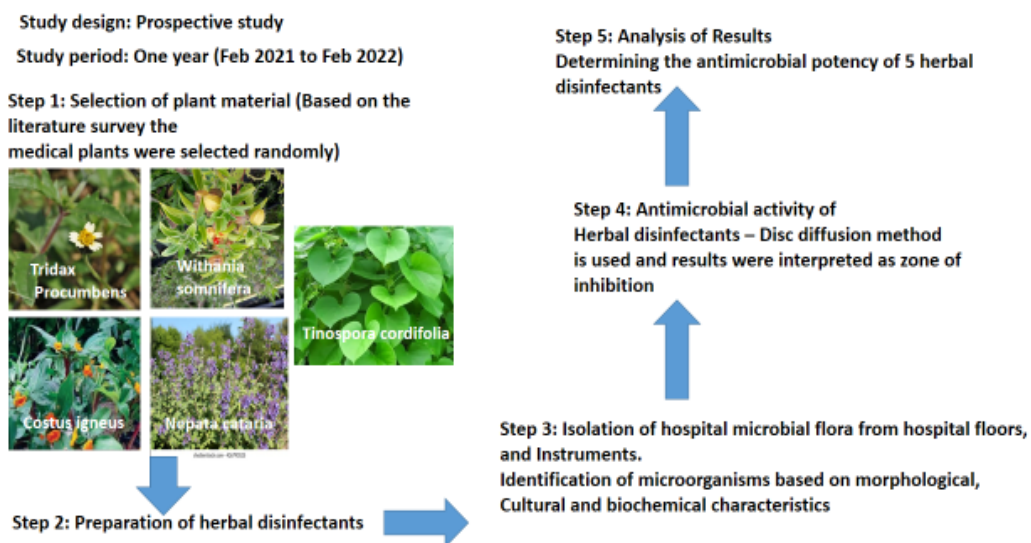 Study design: Prospective study
Study period: One year (Feb 2021 to Feb 2022)
Step 1: Selection of plant material (Based on the
literature survey the
medical plants were selected randomly)
Tridax
Procumbens
Withania
somnifera
Tinospora cordifolia
Costus igneus
Nepata cataria
Step 2: Preparation of herbal disinfectants
Step 3: Isolation of hospital microbial flora from hospital floors,
and Instruments.
Identification of microorganisms based on morphological,
Cultural and biochemical characteristics
Step 4: Antimicrobial activity of
Herbal disinfectants – Disc diffusion method
is used and results were interpreted as zone of
inhibition
Step 5: Analysis of Results
Determining the antimicrobial potency of 5 herbal
disinfectants